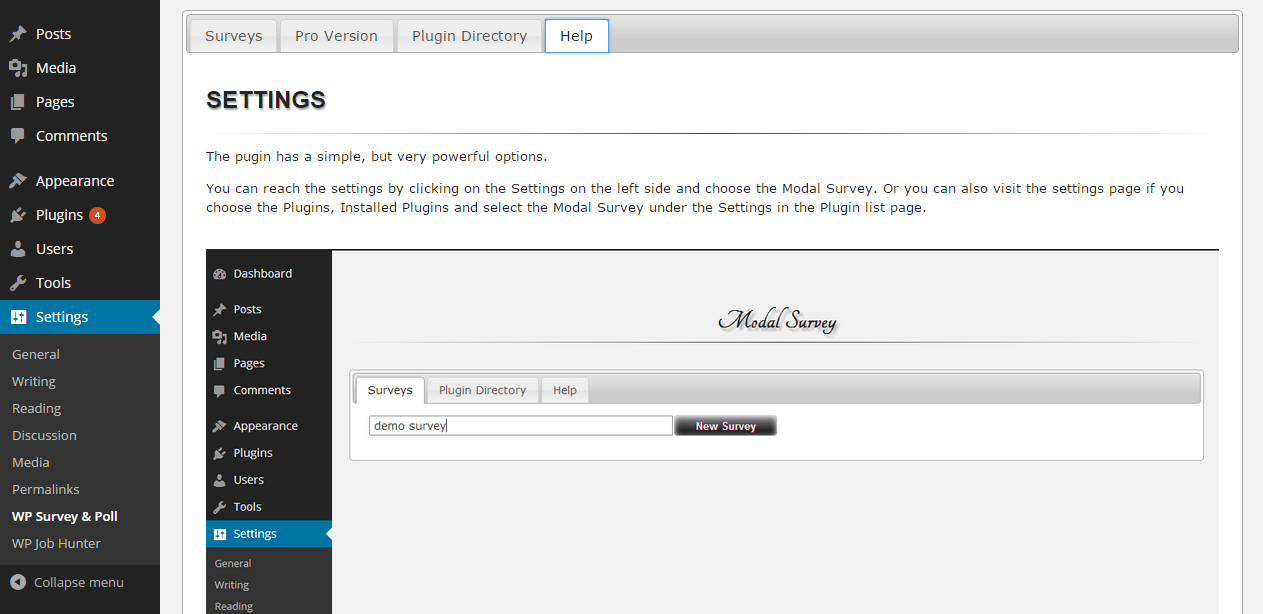 Posts
Media
Pages
Comments
Appearance
Plugins 4
Users
Tools
Settings
General
Writing
Reading
Discussion
Media
Permalinks
WP Survey & Poll
WP Job Hunter
Collapse menu
Surveys
Pro Version
Plugin Directory
Help
SETTINGS
The pugin has a simple, but very powerful options.
You can reach the settings by clicking on the Settings on the left side and choose the Modal Survey. Or you can also visit the settings page if you
choose the Plugins, Installed Plugins and select the Modal Survey under the Settings in the Plugin list page.
Dashboard
Posts
Media
Pages
Comments
Appearance
Plugins
Users
Tools
Settings
General
Writing
Reading
Modal Survey
Surveys
Plugin Directory
Help
demo survey
New Survey